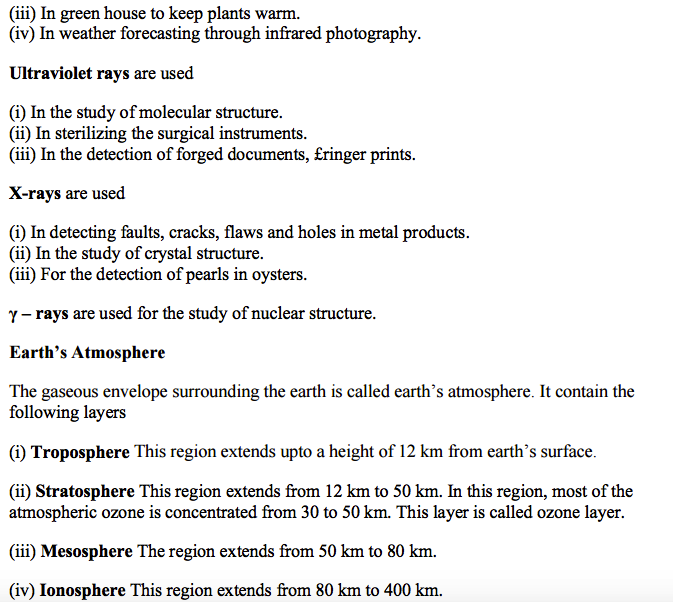 (iii) In green house to keep plants warm.
(iv) In weather forecasting through infrared photography.
Ultraviolet rays are used
(i) In the study of molecular structure.
(ii) In sterilizing the surgical instruments.
(iii) In the detection of forged documents, £ringer prints.
X-rays are used
(i) In detecting faults, cracks, flaws and holes in metal products.
(ii) In the study of crystal structure.
(iii) For the detection of pearls in oysters.
γ – rays are used for the study of nuclear structure.
Earth’s Atmosphere
The gaseous envelope surrounding the earth is called earth’s atmosphere. It contain the
following layers
(i) Troposphere This region extends upto a height of 12 km from earth’s surface.
(ii) Stratosphere This region extends from 12 km to 50 km. In this region, most of the
atmospheric ozone is concentrated from 30 to 50 km. This layer is called ozone layer.
(iii) Mesosphere The region extends from 50 km to 80 km.
(iv) Ionosphere This region extends from 80 km to 400 km.